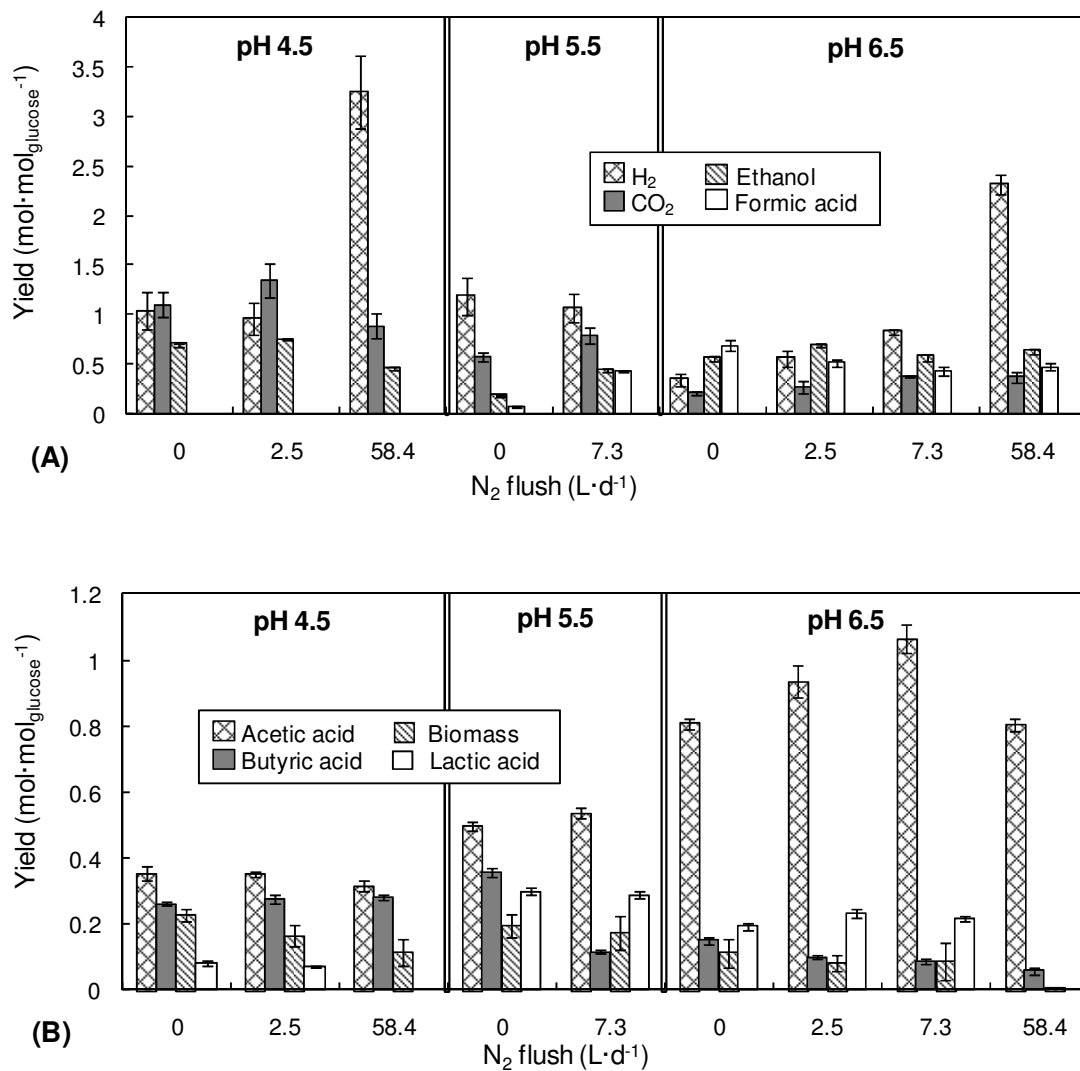 pH 4.5 pH 5.5 pH 6.5
4
3.5
3
2.5
2
1.5
1
0.5
0
Yield (mol·mol_glucose⁻¹)
H₂ Ethanol
CO₂ Formic acid
0 2.5 58.4 0 7.3 0 2.5 7.3 58.4
(A)
N₂ flush (L·d⁻¹)
pH 4.5 pH 5.5 pH 6.5
1.2
1
0.8
0.6
0.4
0.2
0
Yield (mol·mol_glucose⁻¹)
Acetic acid Biomass
Butyric acid Lactic acid
0 2.5 58.4 0 7.3 0 2.5 7.3 58.4
(B)
N₂ flush (L·d⁻¹)